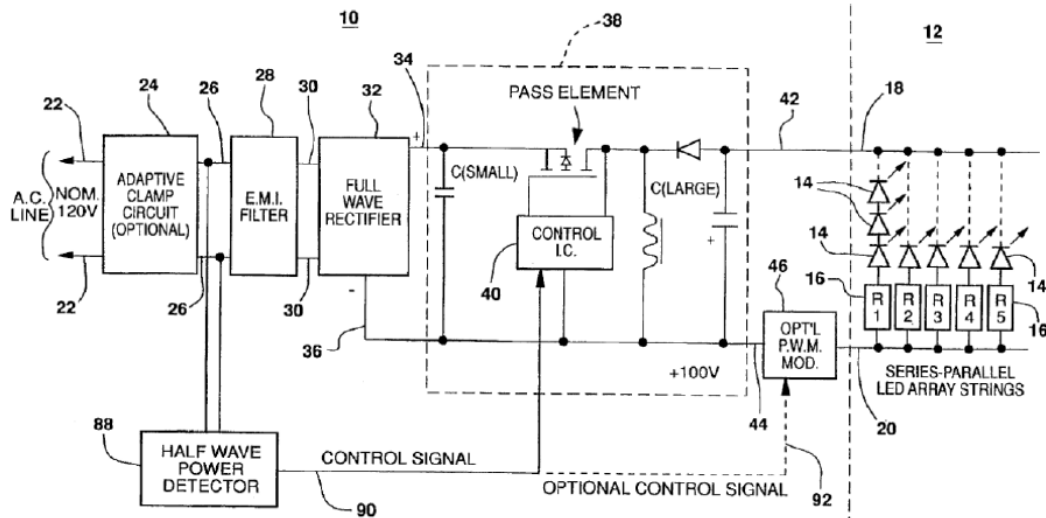 10
38
12
24
28
32
34
PASS ELEMENT
42
18
22
26
30
+
A.C.
LINE
NOM.
120V
ADAPTIVE
CLAMP
CIRCUIT
(OPTIONAL)
E.M.I.
FILTER
FULL
WAVE
RECTIFIER
C(SMALL)
C(LARGE)
14
CONTROL
I.C.
+
14
40
46
16
14
22
26
30
-
36
R
1
R
2
R
3
R
4
R
5
16
OPT'L
P.W.M.
MOD.
+100V
44
SERIES-PARALLEL
LED ARRAY STRINGS
20
88
HALF WAVE
POWER
DETECTOR
CONTROL SIGNAL
90
OPTIONAL CONTROL SIGNAL
92